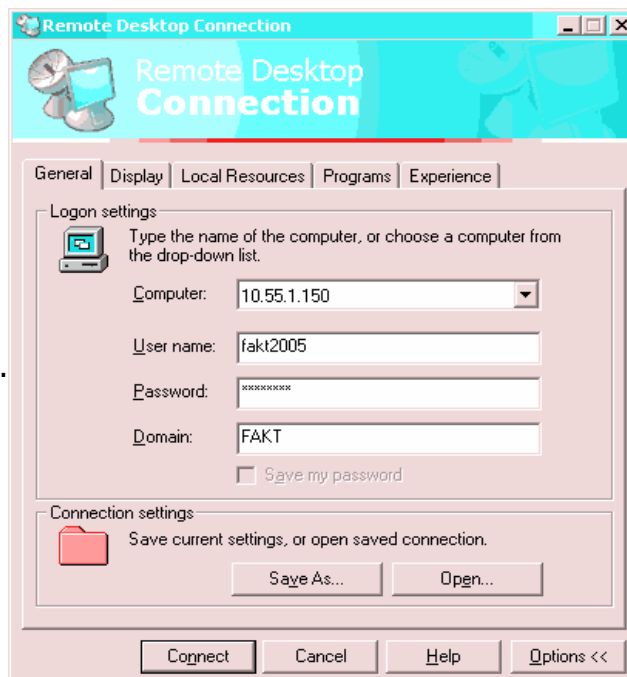 Remote Desktop Connection
Remote Desktop
Connection
General Display Local Resources Programs Experience
Logon settings
Type the name of the computer, or choose a computer from
the drop-down list.
Computer: 10.55.1.150
User name: fakt2005
.
Password: ********
Domain: FAKT
Save my password
Connection settings
Save current settings, or open saved connection.
Save As... Open...
Connect Cancel Help Options <<